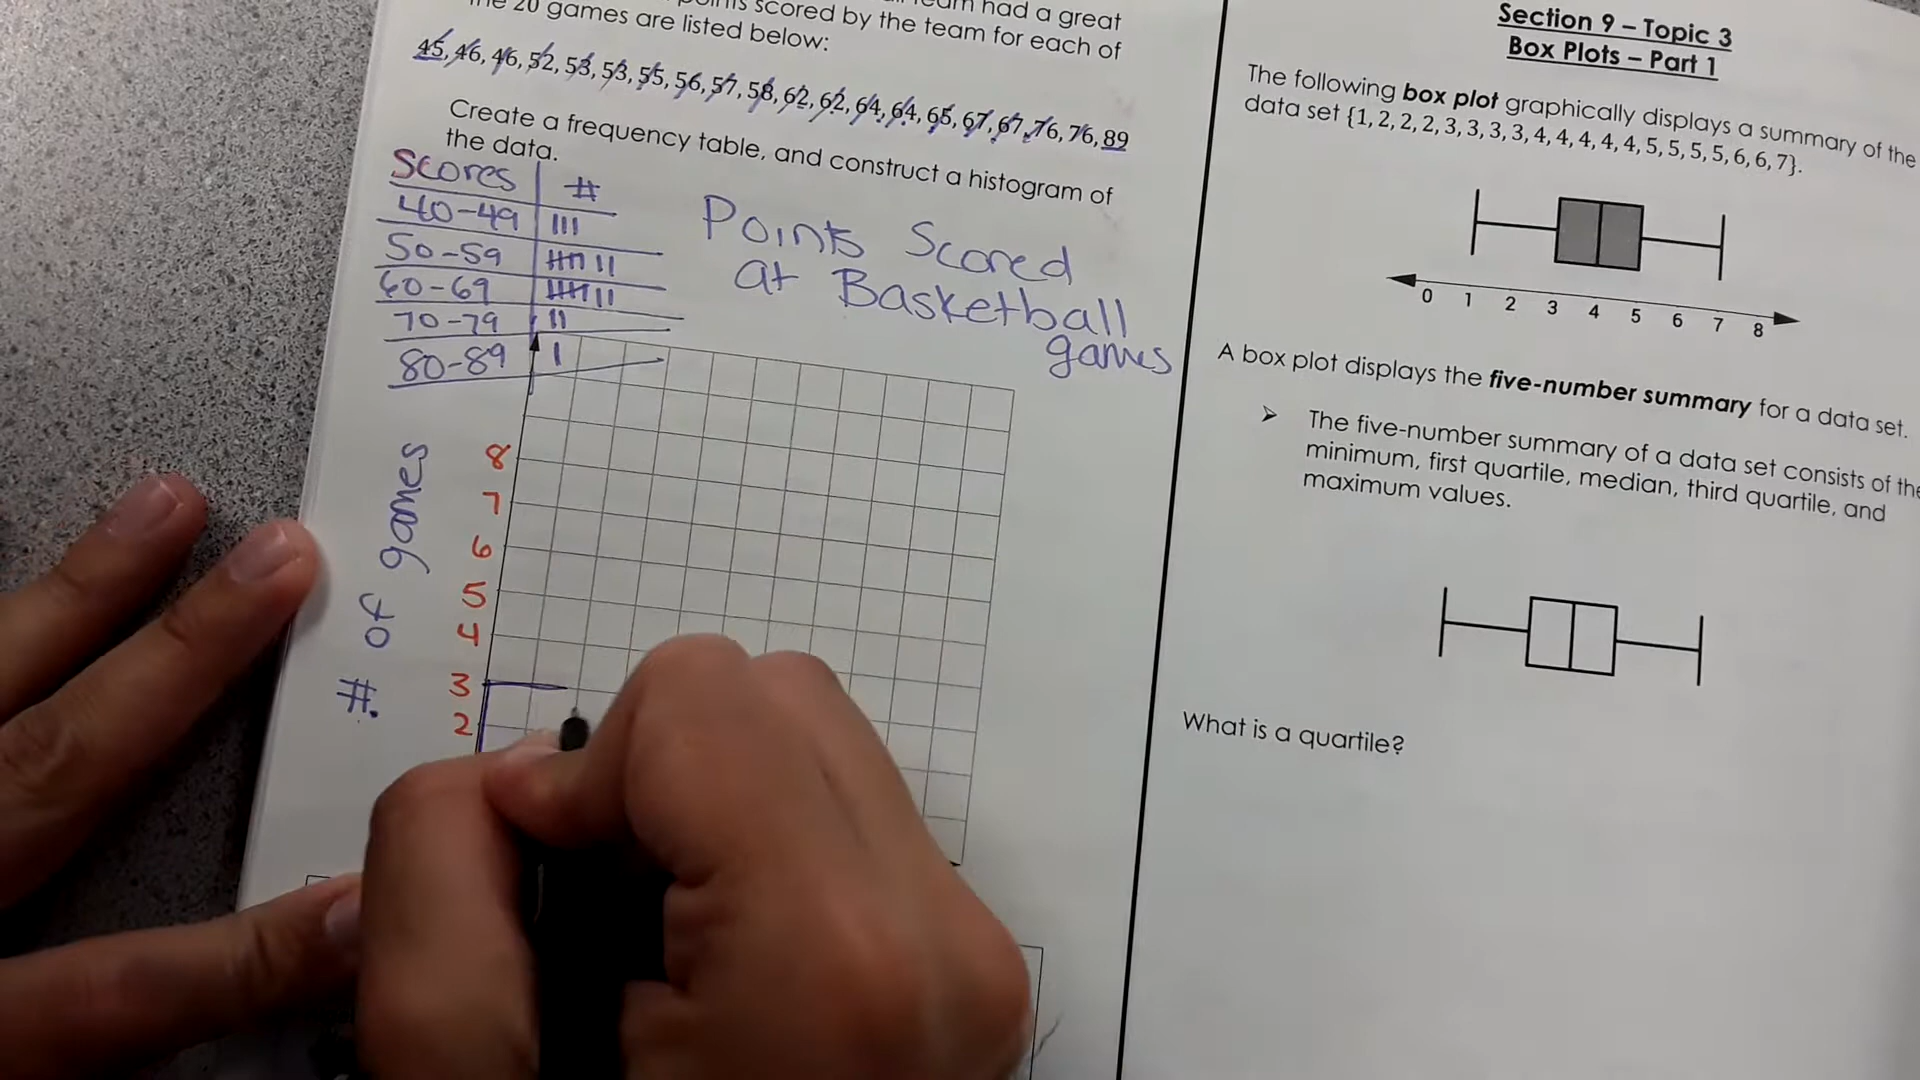 had a great
scored by the team for each of
20 games are listed below:
45, 46, 46, 52, 53, 53, 55, 56, 57, 58, 62, 62, 64, 64, 65, 67, 67, 76, 76, 89
Create a frequency table, and construct a histogram of
the data.
Scores #
40-49 |||
50-59 |||| ||
60-69 |||| ||
70-79 ||
80-89 |
Points Scored
at Basketball
games
# of games
8
7
6
5
4
3
2
Section 9 – Topic 3
Box Plots – Part 1
The following box plot graphically displays a summary of the
data set {1, 2, 2, 2, 3, 3, 3, 3, 4, 4, 4, 4, 4, 5, 5, 5, 5, 6, 6, 7}.
0 1 2 3 4 5 6 7 8
A box plot displays the five-number summary for a data set.
➢ The five-number summary of a data set consists of the
minimum, first quartile, median, third quartile, and
maximum values.
What is a quartile?